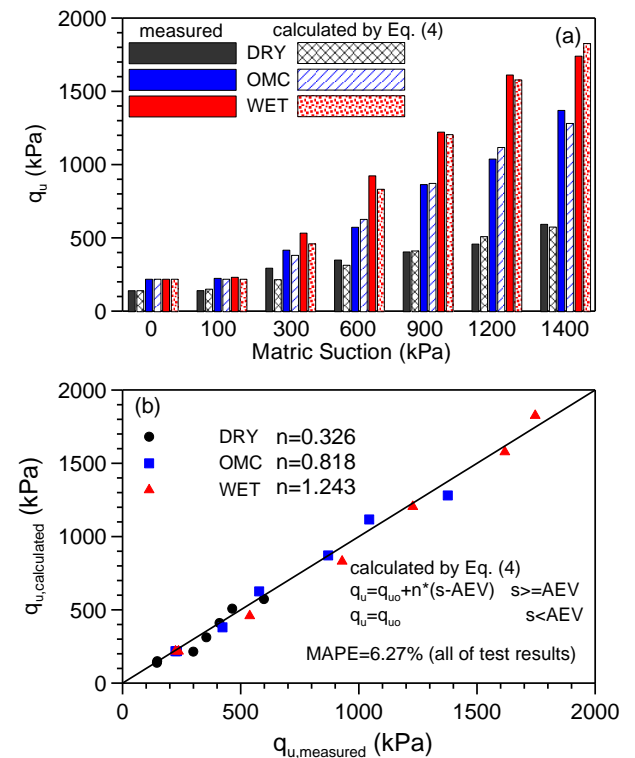 measured calculated by Eq. (4) (a)
DRY
OMC
WET
2000
1500
1000
500
0
q_u (kPa)
0 100 300 600 900 1200 1400
Matric Suction (kPa)
(b)
DRY n=0.326
OMC n=0.818
WET n=1.243
2000
1500
1000
500
0
q_u,calculated (kPa)
calculated by Eq. (4)
q_u=q_uo+n*(s-AEV) s>=AEV
q_u=q_uo s<AEV
MAPE=6.27% (all of test results)
0 500 1000 1500 2000
q_u,measured (kPa)